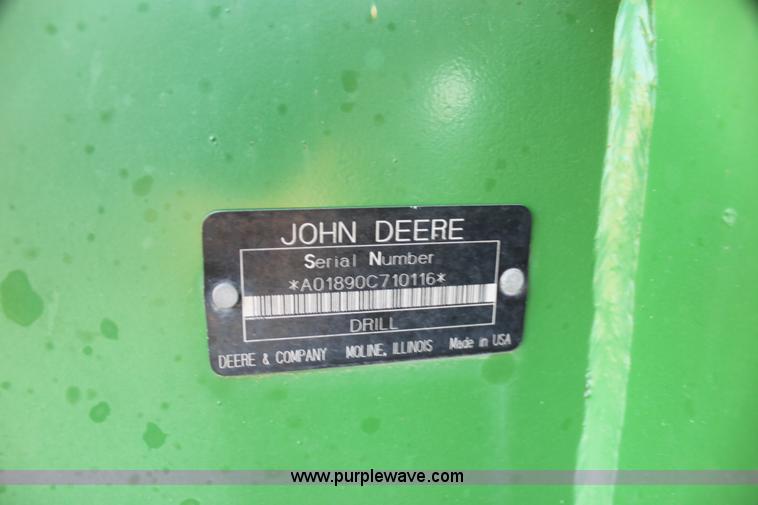 JOHN DEERE
Serial Number
*A01890C710116*
DRILL
DEERE & COMPANY MOLINE, ILLINOIS Made in USA
www.purplewave.com